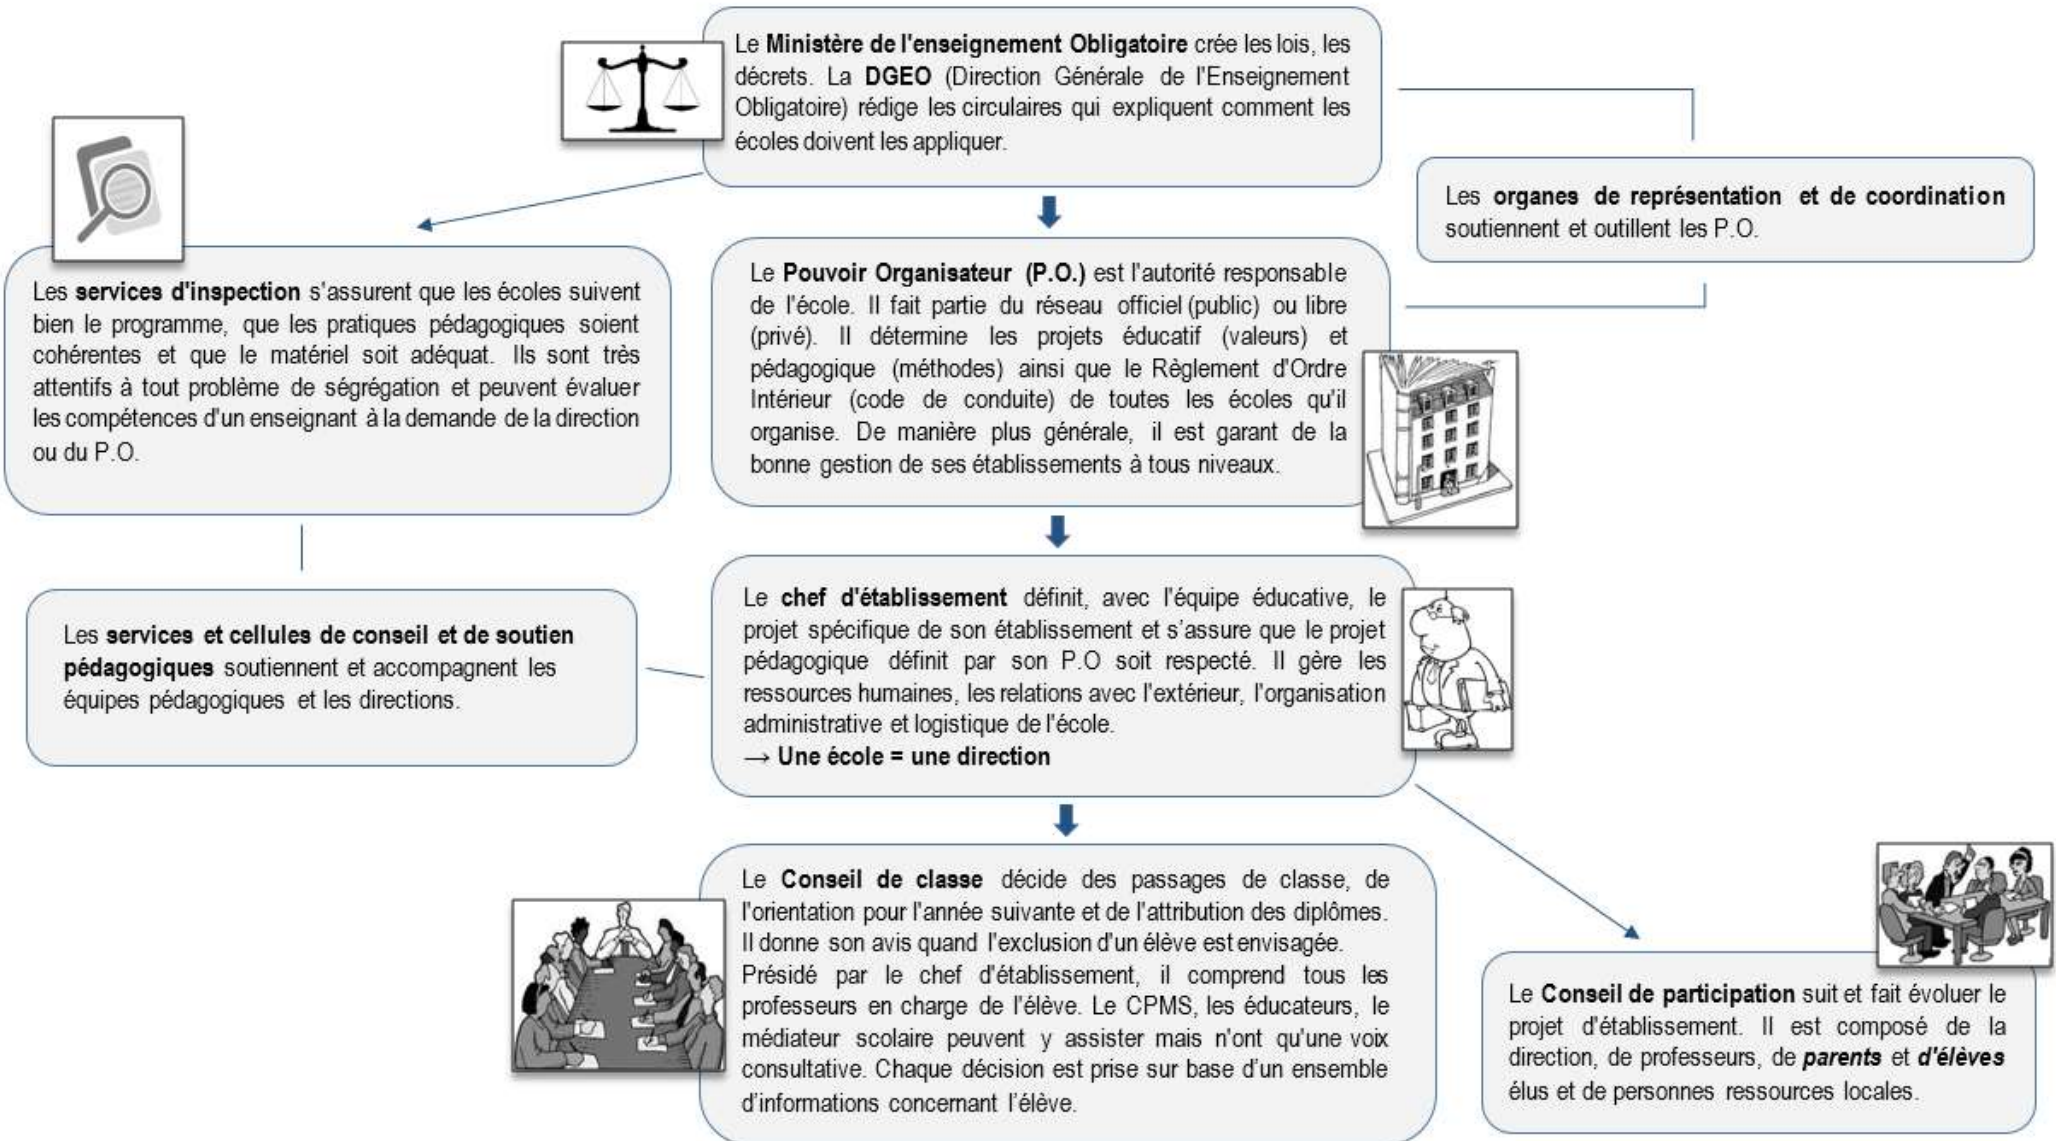 Le Ministère de l'enseignement Obligatoire crée les lois, les
décrets. La DGEO (Direction Générale de l'Enseignement
Obligatoire) rédige les circulaires qui expliquent comment les
écoles doivent les appliquer.
Les organes de représentation et de coordination
soutiennent et outillent les P.O.
Les services d'inspection s'assurent que les écoles suivent
bien le programme, que les pratiques pédagogiques soient
cohérentes et que le matériel soit adéquat. Ils sont très
attentifs à tout problème de ségrégation et peuvent évaluer
les compétences d'un enseignant à la demande de la direction
ou du P.O.
Le Pouvoir Organisateur (P.O.) est l'autorité responsable
de l'école. Il fait partie du réseau officiel (public) ou libre
(privé). Il détermine les projets éducatif (valeurs) et
pédagogique (méthodes) ainsi que le Règlement d'Ordre
Intérieur (code de conduite) de toutes les écoles qu'il
organise. De manière plus générale, il est garant de la
bonne gestion de ses établissements à tous niveaux.
Les services et cellules de conseil et de soutien
pédagogiques soutiennent et accompagnent les
équipes pédagogiques et les directions.
Le chef d'établissement définit, avec l'équipe éducative, le
projet spécifique de son établissement et s’assure que le projet
pédagogique définit par son P.O soit respecté. Il gère les
ressources humaines, les relations avec l'extérieur, l'organisation
administrative et logistique de l'école.
→ Une école = une direction
Le Conseil de classe décide des passages de classe, de
l'orientation pour l'année suivante et de l'attribution des diplômes.
Il donne son avis quand l'exclusion d'un élève est envisagée.
Présidé par le chef d'établissement, il comprend tous les
professeurs en charge de l'élève. Le CPMS, les éducateurs, le
médiateur scolaire peuvent y assister mais n'ont qu'une voix
consultative. Chaque décision est prise sur base d’un ensemble
d’informations concernant l’élève.
Le Conseil de participation suit et fait évoluer le
projet d'établissement. Il est composé de la
direction, de professeurs, de parents et d'élèves
élus et de personnes ressources locales.